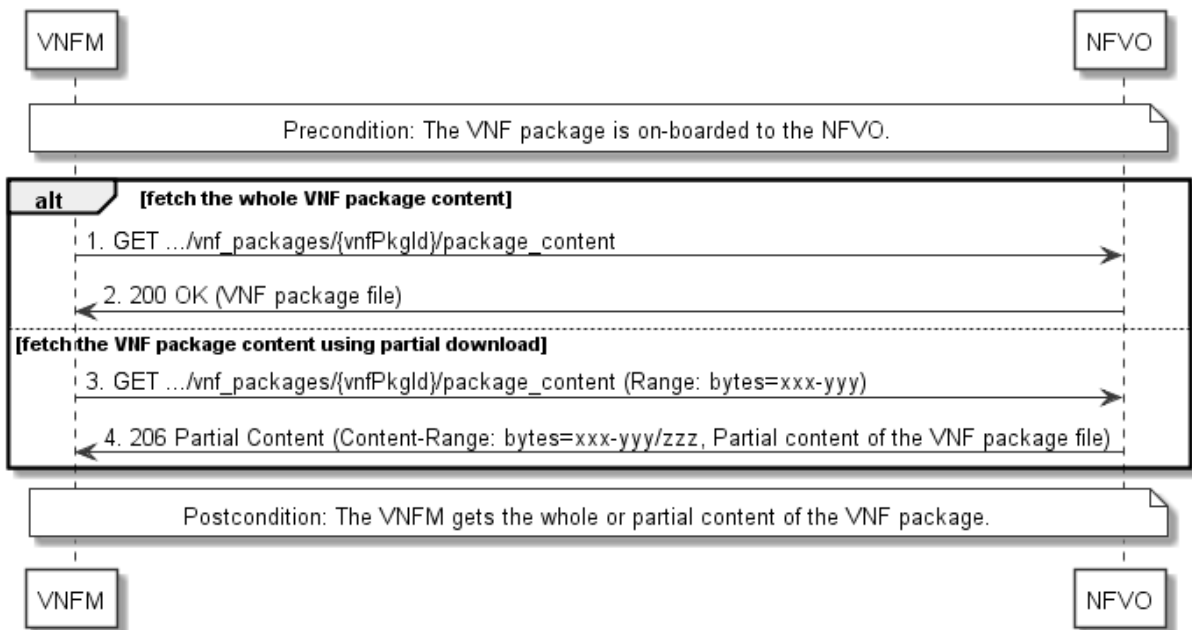 VNFM
NFVO
Precondition: The VNF package is on-boarded to the NFVO.
alt
[fetch the whole VNF package content]
1. GET .../vnf_packages/{vnfPkgId}/package_content
2. 200 OK (VNF package file)
[fetch the VNF package content using partial download]
3. GET .../vnf_packages/{vnfPkgId}/package_content (Range: bytes=xxx-yyy)
4. 206 Partial Content (Content-Range: bytes=xxx-yyy/zzz, Partial content of the VNF package file)
Postcondition: The VNFM gets the whole or partial content of the VNF package.
VNFM
NFVO